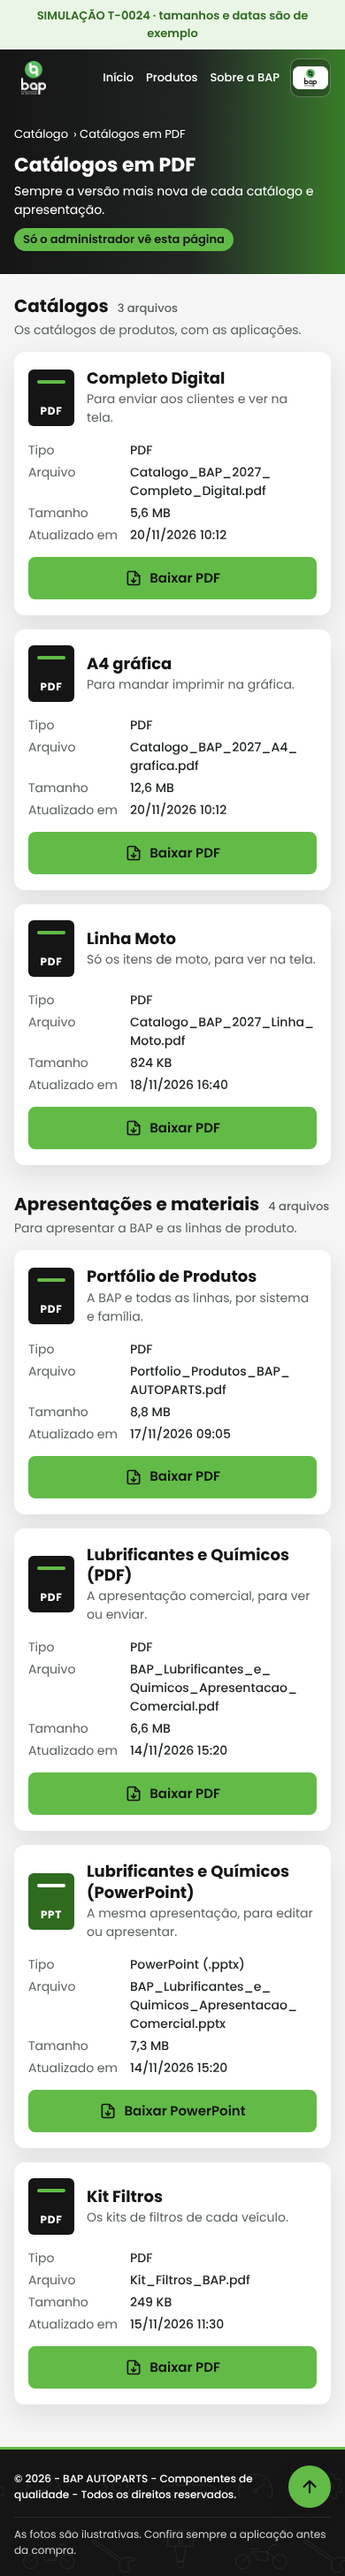 SIMULAÇÃO T-0024 · tamanhos e datas são de
exemplo
bap
Início Produtos Sobre a BAP
bap
Catálogo › Catálogos em PDF
Catálogos em PDF
Sempre a versão mais nova de cada catálogo e
apresentação.
Só o administrador vê esta página
Catálogos 3 arquivos
Os catálogos de produtos, com as aplicações.
PDF
Completo Digital
Para enviar aos clientes e ver na
tela.
Tipo PDF
Arquivo Catalogo_BAP_2027_
Completo_Digital.pdf
Tamanho 5,6 MB
Atualizado em 20/11/2026 10:12
Baixar PDF
PDF
A4 gráfica
Para mandar imprimir na gráfica.
Tipo PDF
Arquivo Catalogo_BAP_2027_A4_
grafica.pdf
Tamanho 12,6 MB
Atualizado em 20/11/2026 10:12
Baixar PDF
PDF
Linha Moto
Só os itens de moto, para ver na tela.
Tipo PDF
Arquivo Catalogo_BAP_2027_Linha_
Moto.pdf
Tamanho 824 KB
Atualizado em 18/11/2026 16:40
Baixar PDF
Apresentações e materiais 4 arquivos
Para apresentar a BAP e as linhas de produto.
PDF
Portfólio de Produtos
A BAP e todas as linhas, por sistema
e família.
Tipo PDF
Arquivo Portfolio_Produtos_BAP_
AUTOPARTS.pdf
Tamanho 8,8 MB
Atualizado em 17/11/2026 09:05
Baixar PDF
PDF
Lubrificantes e Químicos
(PDF)
A apresentação comercial, para ver
ou enviar.
Tipo PDF
Arquivo BAP_Lubrificantes_e_
Quimicos_Apresentacao_
Comercial.pdf
Tamanho 6,6 MB
Atualizado em 14/11/2026 15:20
Baixar PDF
PPT
Lubrificantes e Químicos
(PowerPoint)
A mesma apresentação, para editar
ou apresentar.
Tipo PowerPoint (.pptx)
Arquivo BAP_Lubrificantes_e_
Quimicos_Apresentacao_
Comercial.pptx
Tamanho 7,3 MB
Atualizado em 14/11/2026 15:20
Baixar PowerPoint
PDF
Kit Filtros
Os kits de filtros de cada veículo.
Tipo PDF
Arquivo Kit_Filtros_BAP.pdf
Tamanho 249 KB
Atualizado em 15/11/2026 11:30
Baixar PDF
© 2026 - BAP AUTOPARTS - Componentes de
qualidade - Todos os direitos reservados.
As fotos são ilustrativas. Confira sempre a aplicação antes
da compra.